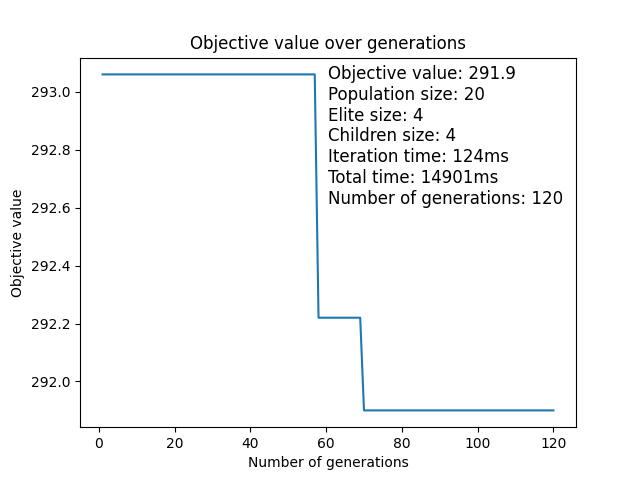 Objective value over generations
Objective value: 291.9
Population size: 20
Elite size: 4
Children size: 4
Iteration time: 124ms
Total time: 14901ms
Number of generations: 120
Objective value
293.0
292.8
292.6
292.4
292.2
292.0
0 20 40 60 80 100 120
Number of generations